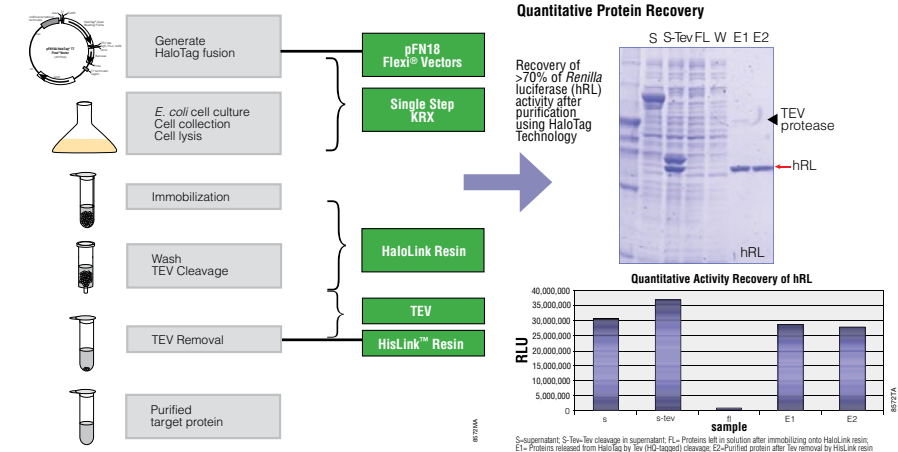 Generate
HaloTag fusion
pFN18
Flexi® Vectors
E. coli cell culture
Cell collection
Cell lysis
Single Step
KRX
Immobilization
Wash
TEV Cleavage
HaloLink Resin
TEV
TEV Removal
HisLink™ Resin
Purified
target protein
8572MA
Quantitative Protein Recovery
S S-Tev FL W E1 E2
Recovery of
>70% of Renilla
luciferase (hRL)
activity after
purification
using HaloTag
Technology
TEV
protease
hRL
hRL
Quantitative Activity Recovery of hRL
40,000,000
35,000,000
30,000,000
25,000,000
20,000,000
15,000,000
10,000,000
5,000,000
0
RLU
s s-tev fl E1 E2
sample
8572TA
S=supernatant; S-Tev=Tev cleavage in supernatant; FL= Proteins left in solution after immobilizing onto HaloLink resin;
E1= Proteins released from HaloTag by Tev (HQ-tagged) cleavage; E2=Purified protein after Tev removal by HisLink resin